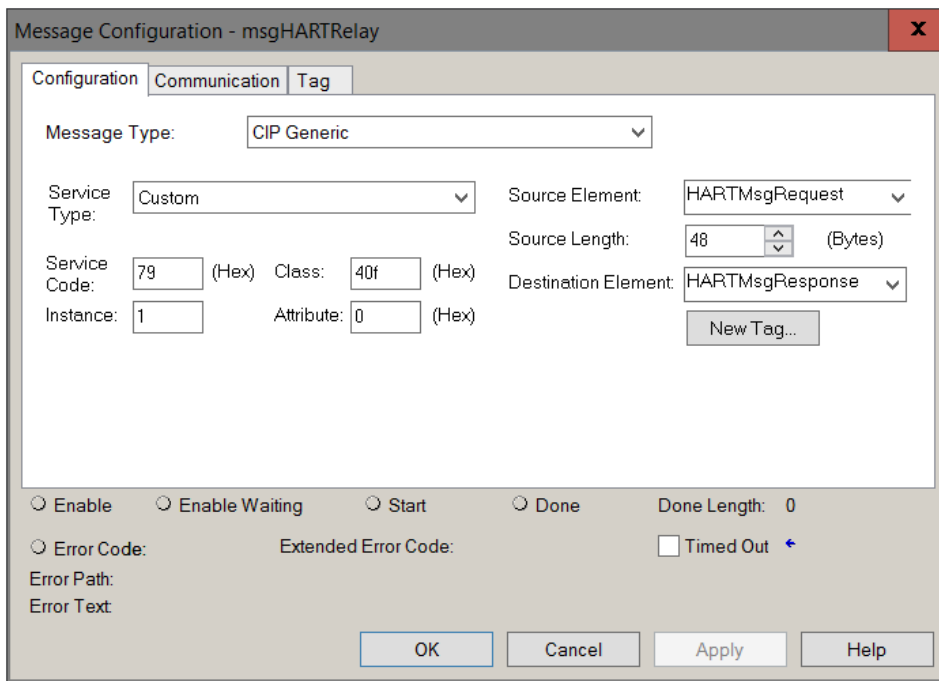 Message Configuration - msgHARTRelay
x
Configuration Communication Tag
Message Type: CIP Generic
Service Type: Custom
Source Element: HARTMsgRequest
Source Length: 48 (Bytes)
Service Code: 79 (Hex) Class: 40f (Hex)
Destination Element: HARTMsgResponse
Instance: 1 Attribute: 0 (Hex)
New Tag...
Enable Enable Waiting Start Done Done Length: 0
Error Code: Extended Error Code: Timed Out
Error Path:
Error Text:
OK Cancel Apply Help